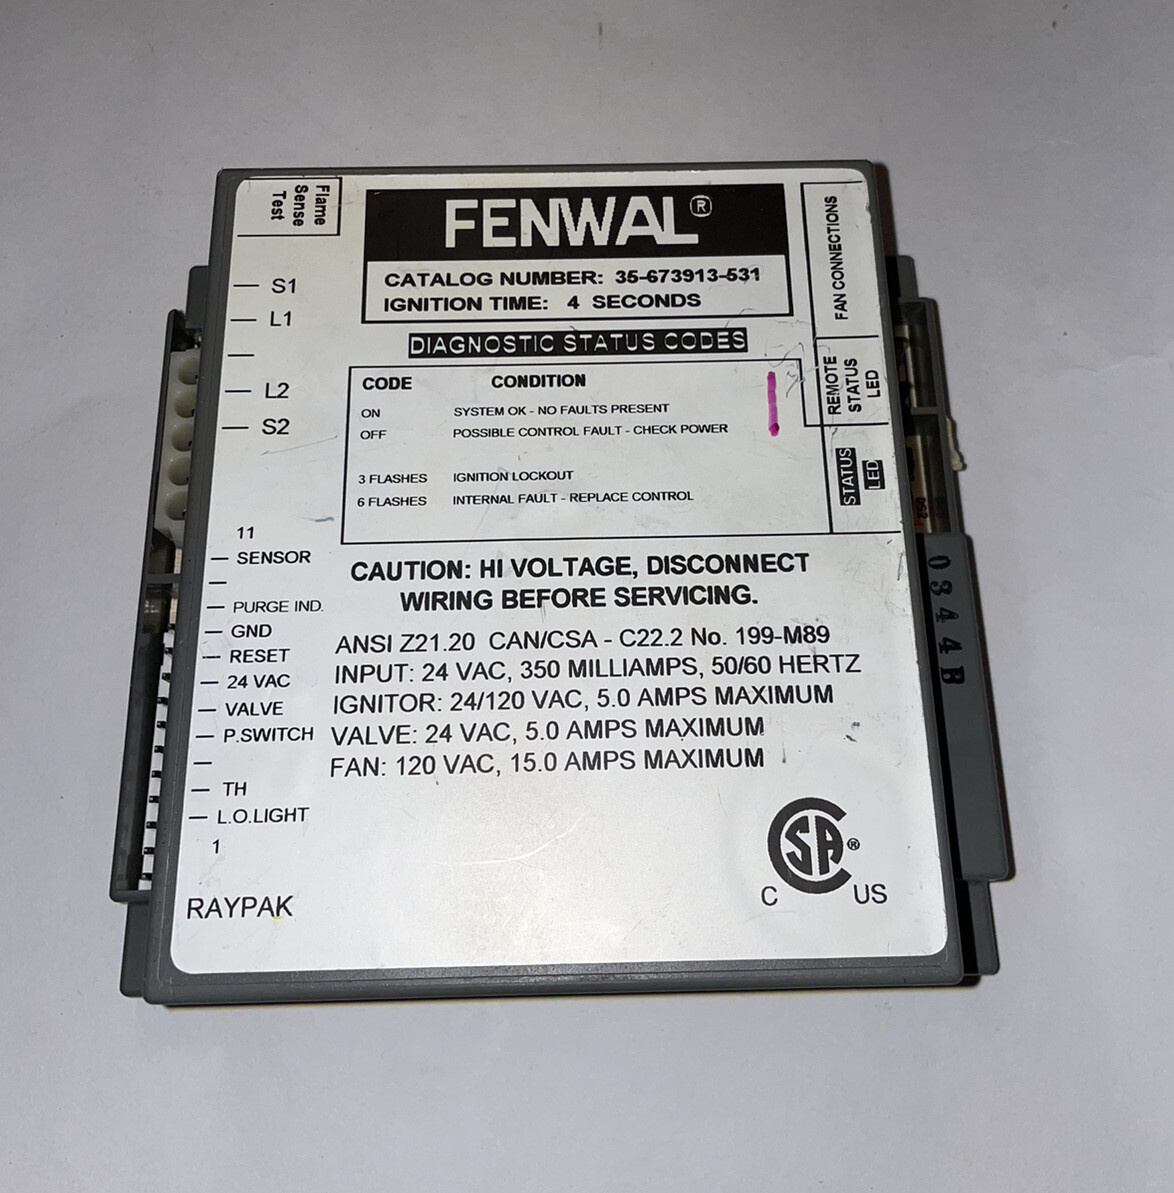 Flame
Sense
Test
FENWAL®
CATALOG NUMBER: 35-673913-531
IGNITION TIME: 4 SECONDS
DIAGNOSTIC STATUS CODES
CODE CONDITION
ON SYSTEM OK - NO FAULTS PRESENT
OFF POSSIBLE CONTROL FAULT - CHECK POWER
3 FLASHES IGNITION LOCKOUT
6 FLASHES INTERNAL FAULT - REPLACE CONTROL
FAN CONNECTIONS
REMOTE
STATUS
LED
STATUS
LED
S1
L1
L2
S2
11
SENSOR
PURGE IND.
GND
RESET
24 VAC
VALVE
P.SWITCH
TH
L.O.LIGHT
1
CAUTION: HI VOLTAGE, DISCONNECT
WIRING BEFORE SERVICING.
ANSI Z21.20 CAN/CSA - C22.2 No. 199-M89
INPUT: 24 VAC, 350 MILLIAMPS, 50/60 HERTZ
IGNITOR: 24/120 VAC, 5.0 AMPS MAXIMUM
VALVE: 24 VAC, 5.0 AMPS MAXIMUM
FAN: 120 VAC, 15.0 AMPS MAXIMUM
CSA®
C US
RAYPAK
0344B